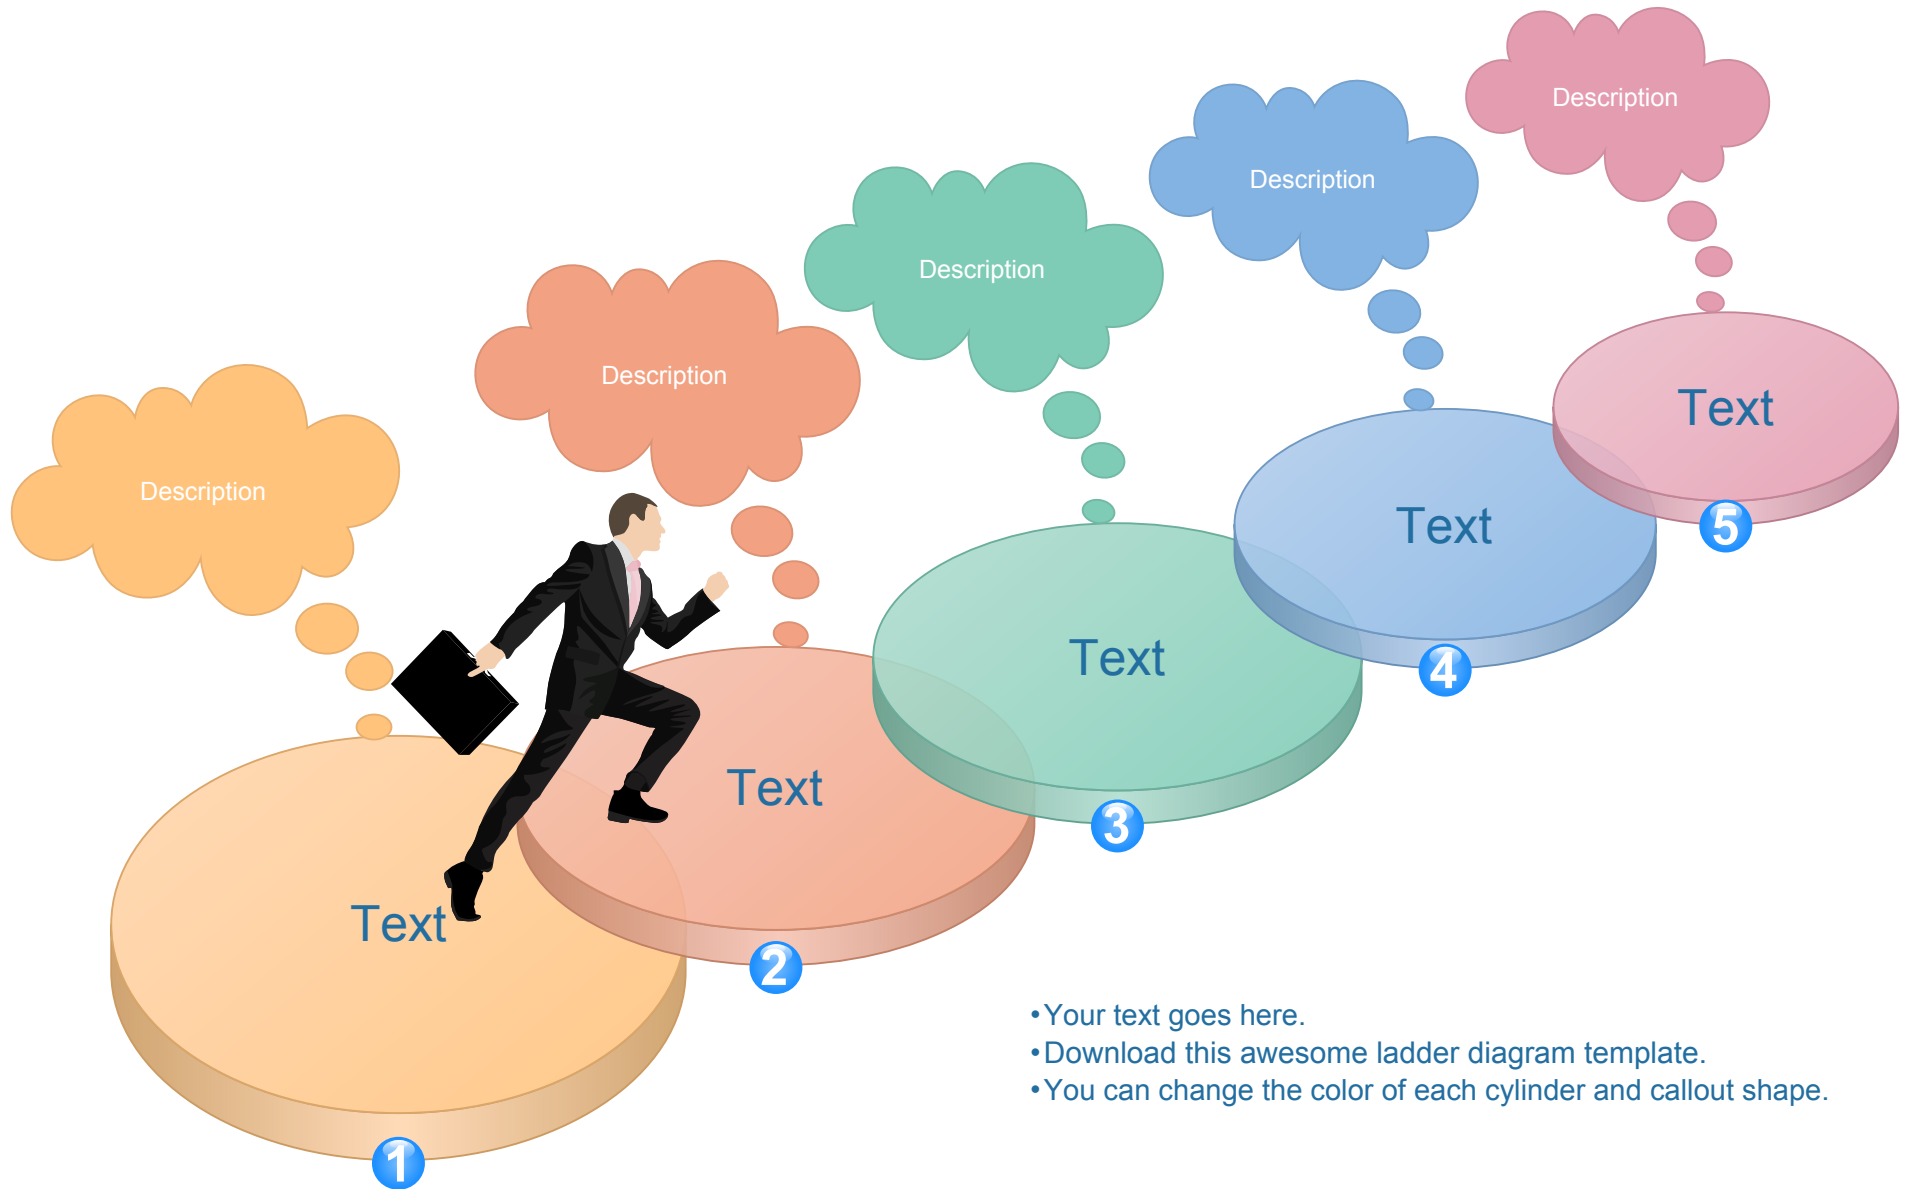 Description
Text
1
Description
Text
2
Description
Text
3
Description
Text
4
Description
Text
5
•Your text goes here.
•Download this awesome ladder diagram template.
•You can change the color of each cylinder and callout shape.